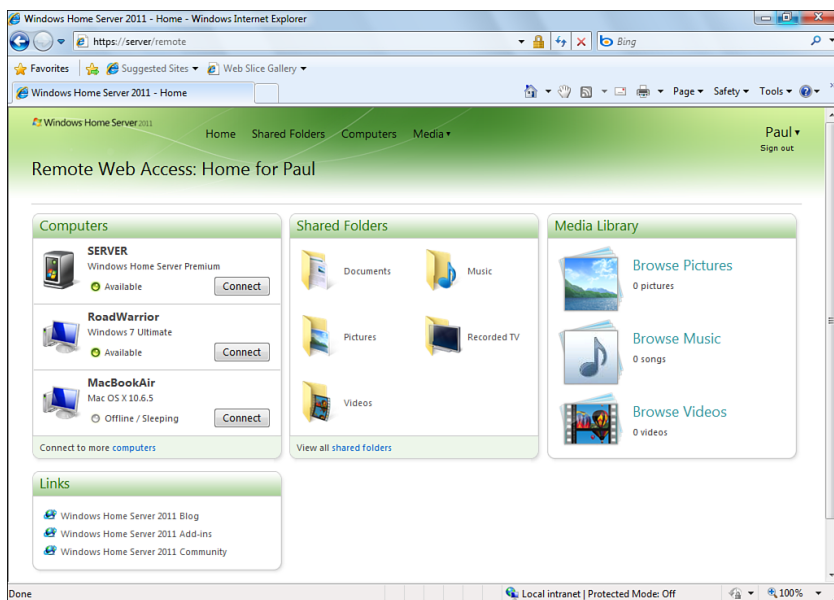 Windows Home Server 2011 - Home - Windows Internet Explorer
https://server/remote
Bing
Favorites
Suggested Sites
Web Slice Gallery
Windows Home Server 2011 - Home
Page
Safety
Tools
Windows Home Server 2011
Home
Shared Folders
Computers
Media
Paul
Sign out
Remote Web Access: Home for Paul
Computers
SERVER
Windows Home Server Premium
Available
Connect
RoadWarrior
Windows 7 Ultimate
Available
Connect
MacBookAir
Mac OS X 10.6.5
Offline / Sleeping
Connect
Connect to more computers
Shared Folders
Documents
Music
Pictures
Recorded TV
Videos
View all shared folders
Media Library
Browse Pictures
0 pictures
Browse Music
0 songs
Browse Videos
0 videos
Links
Windows Home Server 2011 Blog
Windows Home Server 2011 Add-ins
Windows Home Server 2011 Community
Done
Local intranet | Protected Mode: Off
100%